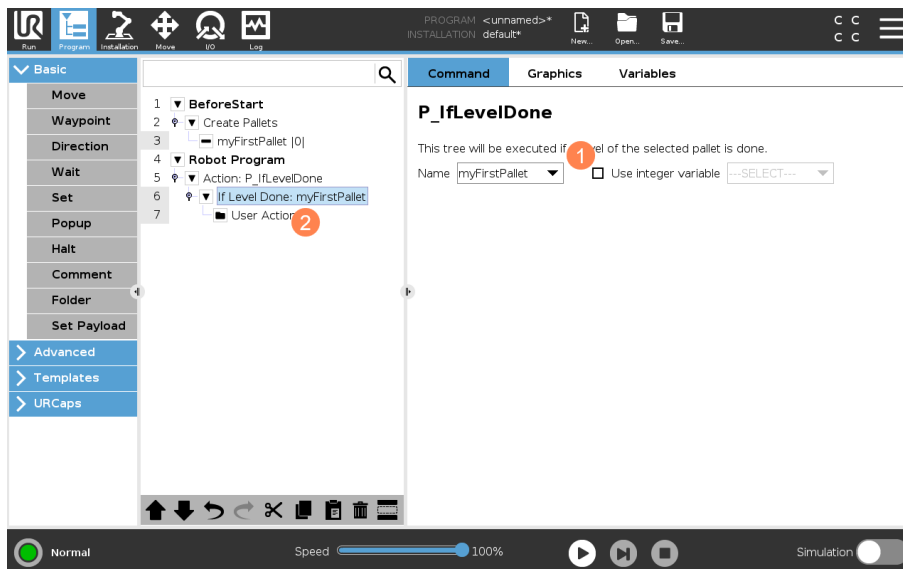 UR
Run
Program
Installation
Move
I/O
Log
PROGRAM <unnamed>*
INSTALLATION default*
New...
Open...
Save...
C C
C C
Basic
Move
Waypoint
Direction
Wait
Set
Popup
Halt
Comment
Folder
Set Payload
Advanced
Templates
URCaps
1 BeforeStart
2 Create Pallets
3 myFirstPallet |0|
4 Robot Program
5 Action: P_IfLevelDone
6 If Level Done: myFirstPallet
7 User Action
2
Command Graphics Variables
P_IfLevelDone
This tree will be executed if level of the selected pallet is done.
1
Name myFirstPallet Use integer variable ---SELECT---
Normal
Speed 100%
Simulation